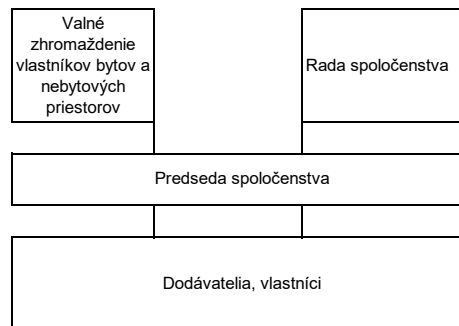 Valné
zhromaždenie
vlastníkov bytov a
nebytových
priestorov
Rada spoločenstva
Predseda spoločenstva
Dodávatelia, vlastníci